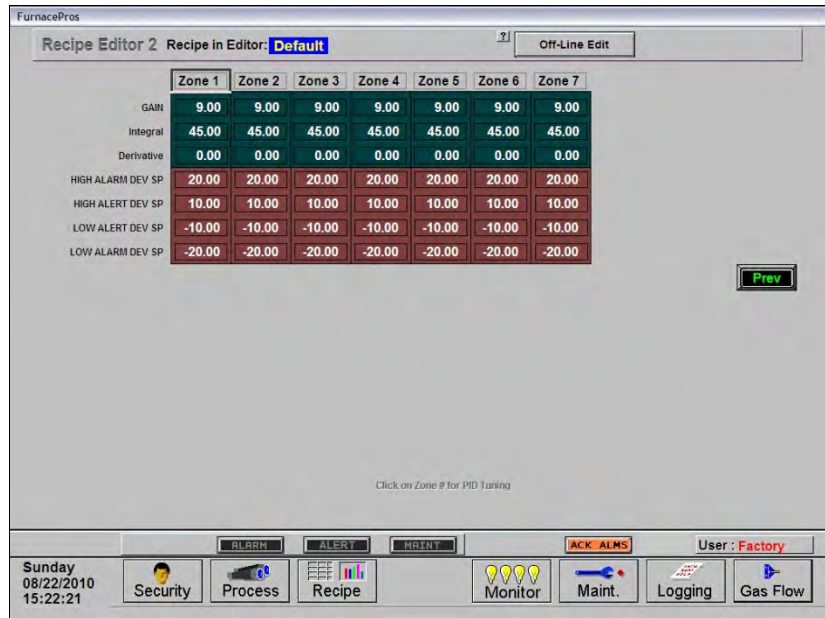 FurnacePros
Recipe Editor 2 Recipe in Editor: Default ? Off-Line Edit
Zone 1 Zone 2 Zone 3 Zone 4 Zone 5 Zone 6 Zone 7
GAIN 9.00 9.00 9.00 9.00 9.00 9.00 9.00
Integral 45.00 45.00 45.00 45.00 45.00 45.00 45.00
Derivative 0.00 0.00 0.00 0.00 0.00 0.00 0.00
HIGH ALARM DEV SP 20.00 20.00 20.00 20.00 20.00 20.00 20.00
HIGH ALERT DEV SP 10.00 10.00 10.00 10.00 10.00 10.00 10.00
LOW ALERT DEV SP -10.00 -10.00 -10.00 -10.00 -10.00 -10.00 -10.00
LOW ALARM DEV SP -20.00 -20.00 -20.00 -20.00 -20.00 -20.00 -20.00
Prev
Click on Zone # for PID Tuning
ALARM ALERT MAINT ACK ALMS User : Factory
Sunday
08/22/2010
15:22:21
Security Process Recipe Monitor Maint. Logging Gas Flow